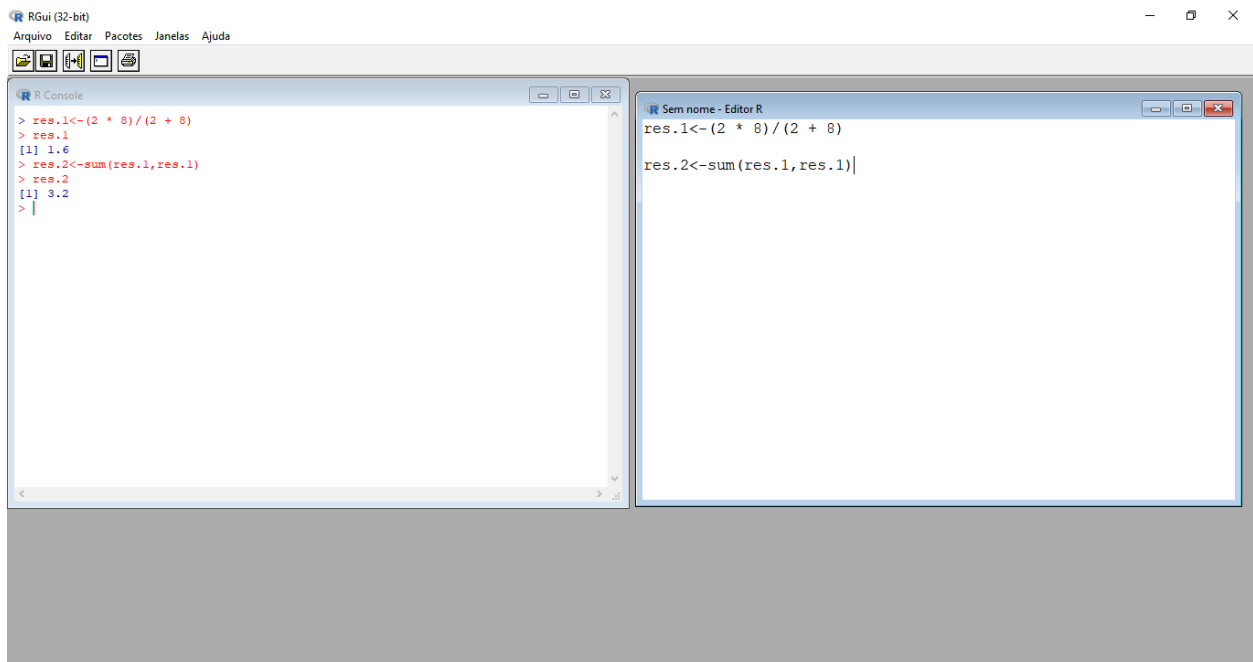 RGui (32-bit)
Arquivo Editar Pacotes Janelas Ajuda
R Console
> res.1<-(2 * 8)/(2 + 8)
> res.1
[1] 1.6
> res.2<-sum(res.1,res.1)
> res.2
[1] 3.2
>
Sem nome - Editor R
res.1<-(2 * 8)/(2 + 8)
res.2<-sum(res.1,res.1)